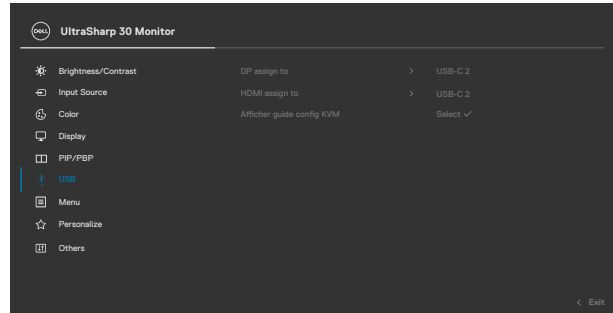 DELL UltraSharp 30 Monitor
Brightness/Contrast DP assign to > USB-C 2
Input Source HDMI assign to > USB-C 2
Color Afficher guide config KVM Select ✓
Display
PIP/PBP
USB
Menu
Personalize
Others
< Exit